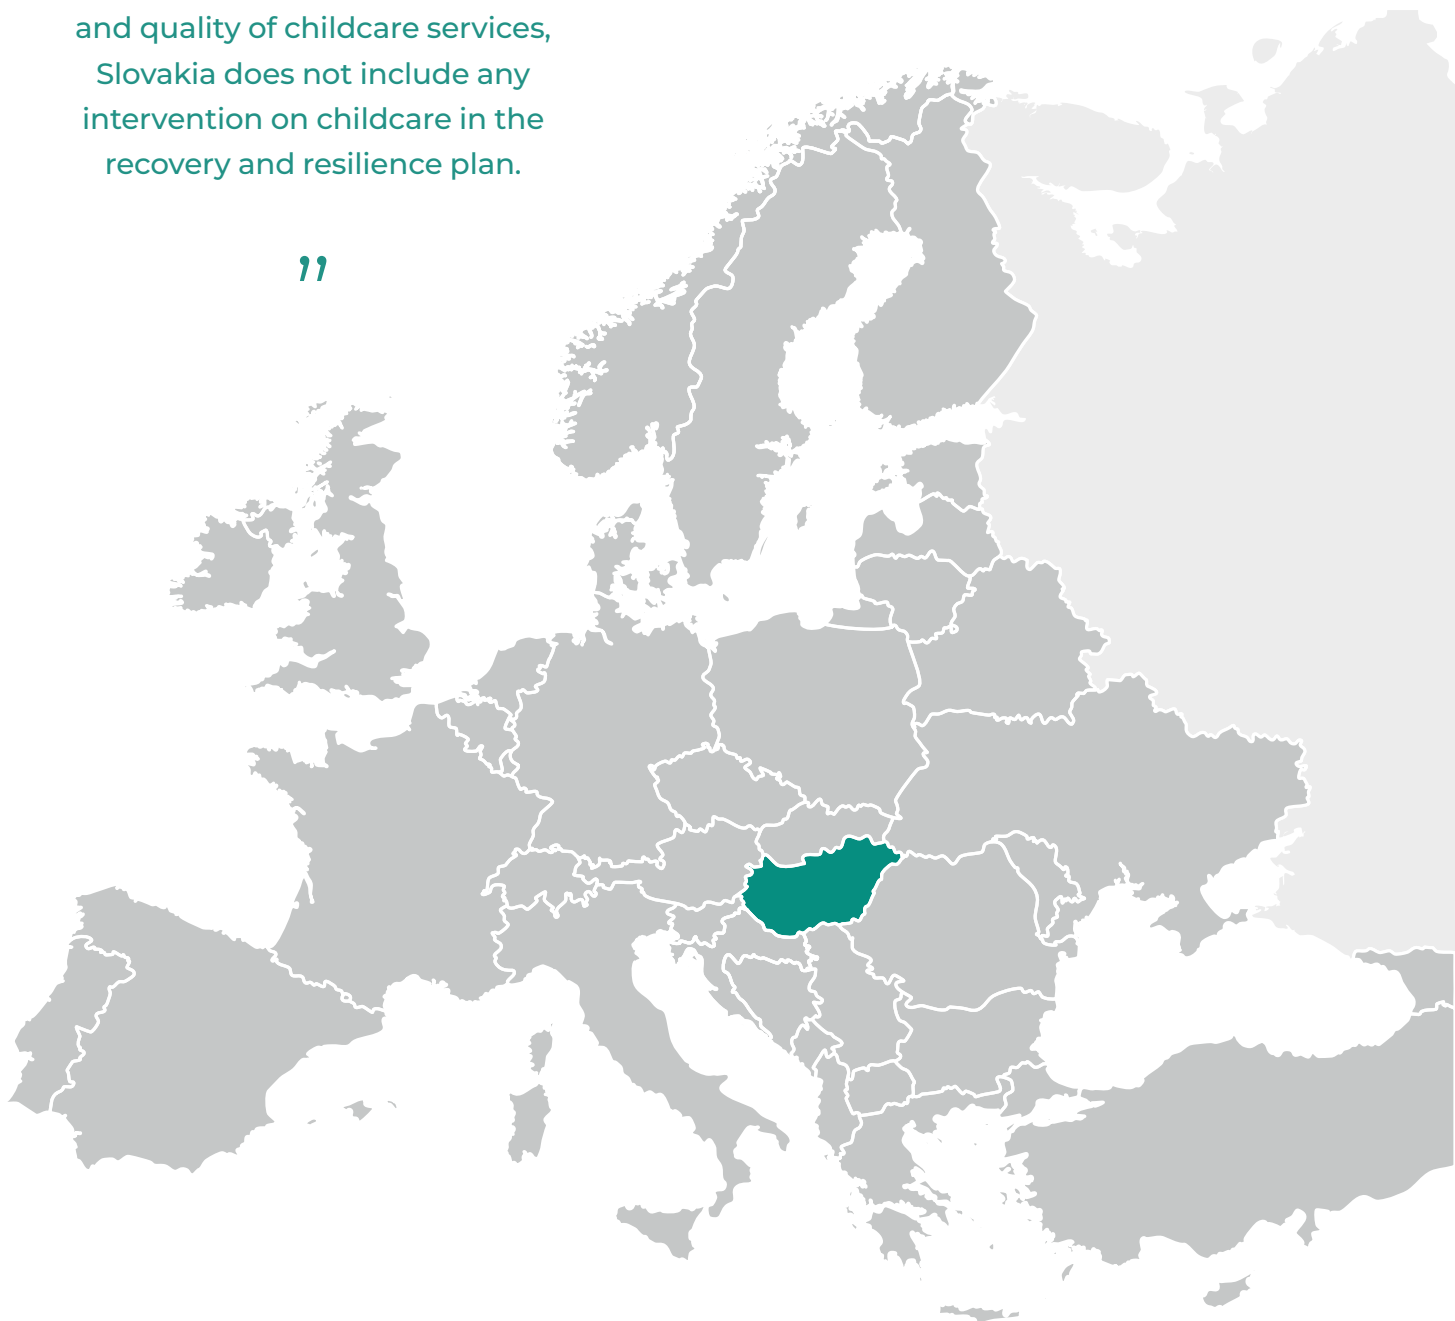 and quality of childcare services,
Slovakia does not include any
intervention on childcare in the
recovery and resilience plan.
”